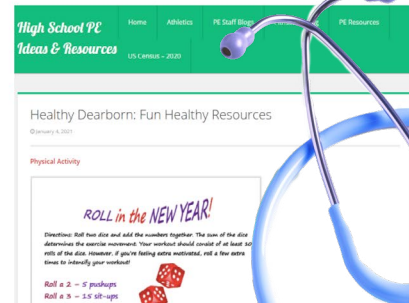 High School PE
Ideas & Resources
Home Athletics PE Staff Blogs PE Resources
US Census – 2020
Healthy Dearborn: Fun Healthy Resources
January 4, 2021
Physical Activity
ROLL in the NEW YEAR!
Directions: Roll two dice and add the numbers together. The sum of the dice
determines the exercise movement. Your workout should consist of at least 30
rolls of the dice. However, if you're feeling extra motivated, roll a few extra
times to intensify your workout!
Roll a 2 – 5 pushups
Roll a 3 – 15 sit-ups